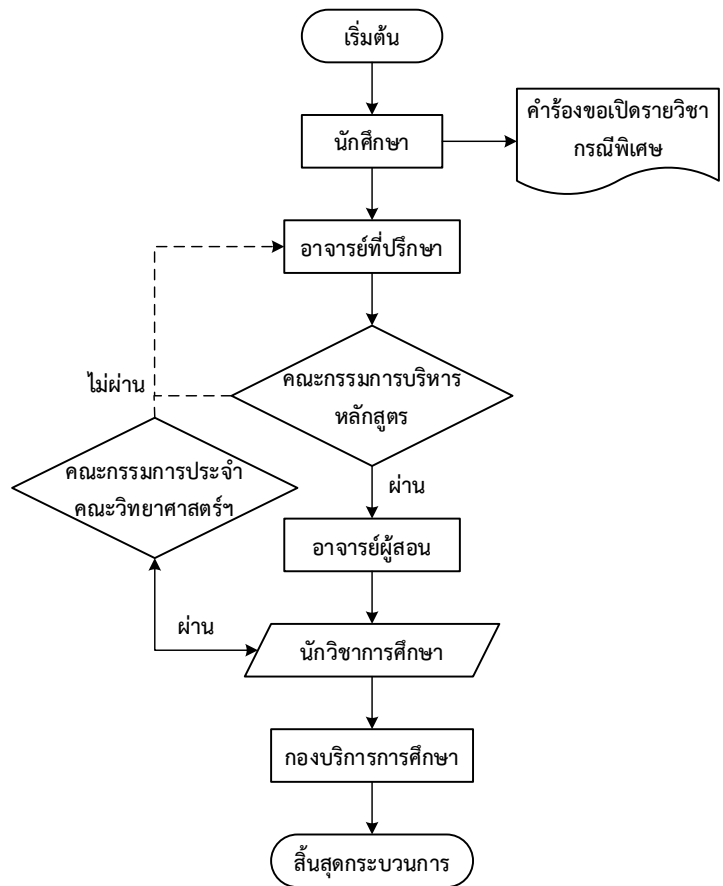 เริ่มต้น
นักศึกษา
คำร้องขอเปิดรายวิชา
กรณีพิเศษ
อาจารย์ที่ปรึกษา
ไม่ผ่าน
คณะกรรมการบริหาร
หลักสูตร
คณะกรรมการประจำ
คณะวิทยาศาสตร์ฯ
ผ่าน
อาจารย์ผู้สอน
ผ่าน
นักวิชาการศึกษา
กองบริการการศึกษา
สิ้นสุดกระบวนการ